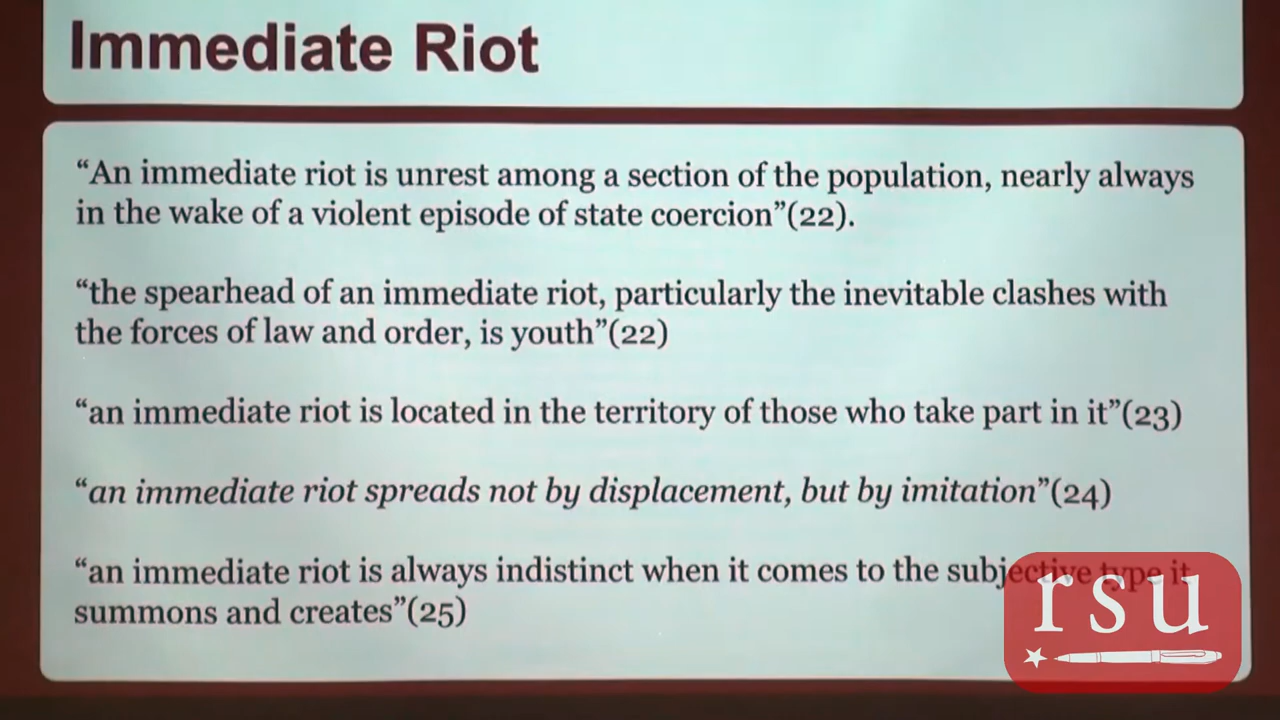 Immediate Riot
“An immediate riot is unrest among a section of the population, nearly always
in the wake of a violent episode of state coercion”(22).
“the spearhead of an immediate riot, particularly the inevitable clashes with
the forces of law and order, is youth”(22)
“an immediate riot is located in the territory of those who take part in it”(23)
“an immediate riot spreads not by displacement, but by imitation”(24)
“an immediate riot is always indistinct when it comes to the subjective type it
summons and creates”(25)
rsu